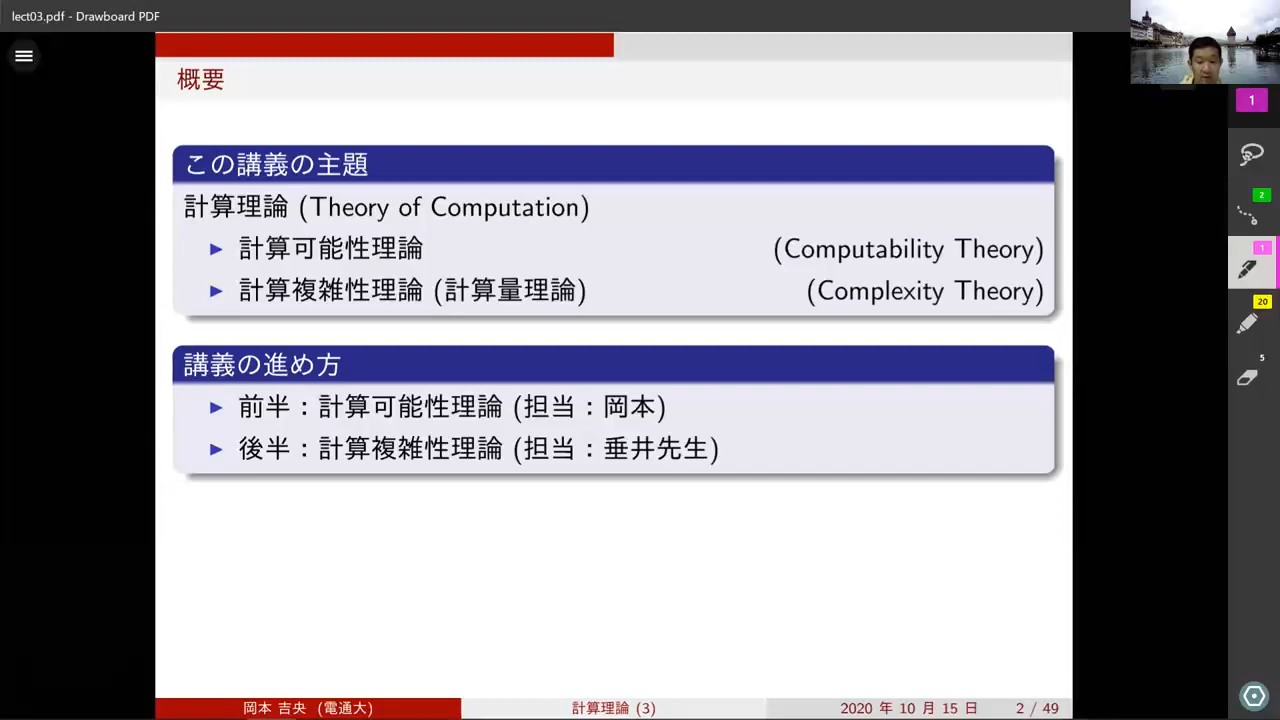 lect03.pdf - Drawboard PDF
概要
1
この講義の主題
計算理論 (Theory of Computation)
▶ 計算可能性理論 (Computability Theory)
▶ 計算複雑性理論 (計算量理論) (Complexity Theory)
講義の進め方
▶ 前半：計算可能性理論 (担当：岡本)
▶ 後半：計算複雑性理論 (担当：垂井先生)
2
1
20
5
岡本 吉央 (電通大) 計算理論 (3) 2020 年 10 月 15 日 2 / 49